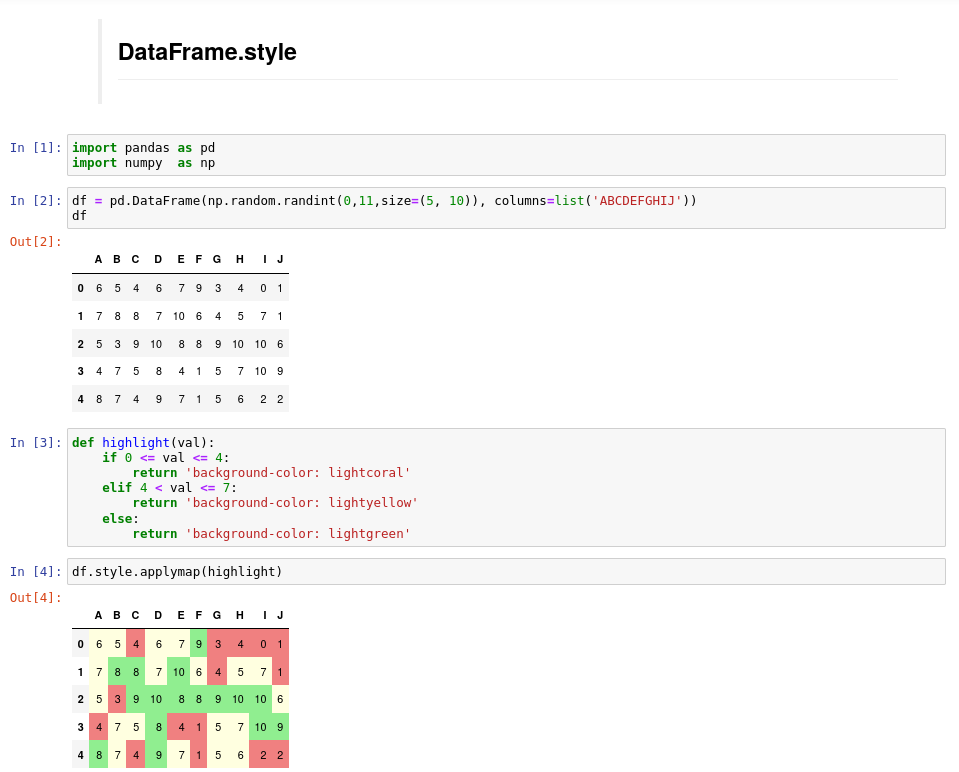 DataFrame.style
In [1]: import pandas as pd
import numpy  as np
In [2]: df = pd.DataFrame(np.random.randint(0,11,size=(5, 10)), columns=list('ABCDEFGHIJ'))
df
Out[2]:
A B C D E F G H I J
0 6 5 4 6 7 9 3 4 0 1
1 7 8 8 7 10 6 4 5 7 1
2 5 3 9 10 8 8 9 10 10 6
3 4 7 5 8 4 1 5 7 10 9
4 8 7 4 9 7 1 5 6 2 2
In [3]: def highlight(val):
    if 0 <= val <= 4:
        return 'background-color: lightcoral'
    elif 4 < val <= 7:
        return 'background-color: lightyellow'
    else:
        return 'background-color: lightgreen'
In [4]: df.style.applymap(highlight)
Out[4]:
A B C D E F G H I J
0 6 5 4 6 7 9 3 4 0 1
1 7 8 8 7 10 6 4 5 7 1
2 5 3 9 10 8 8 9 10 10 6
3 4 7 5 8 4 1 5 7 10 9
4 8 7 4 9 7 1 5 6 2 2